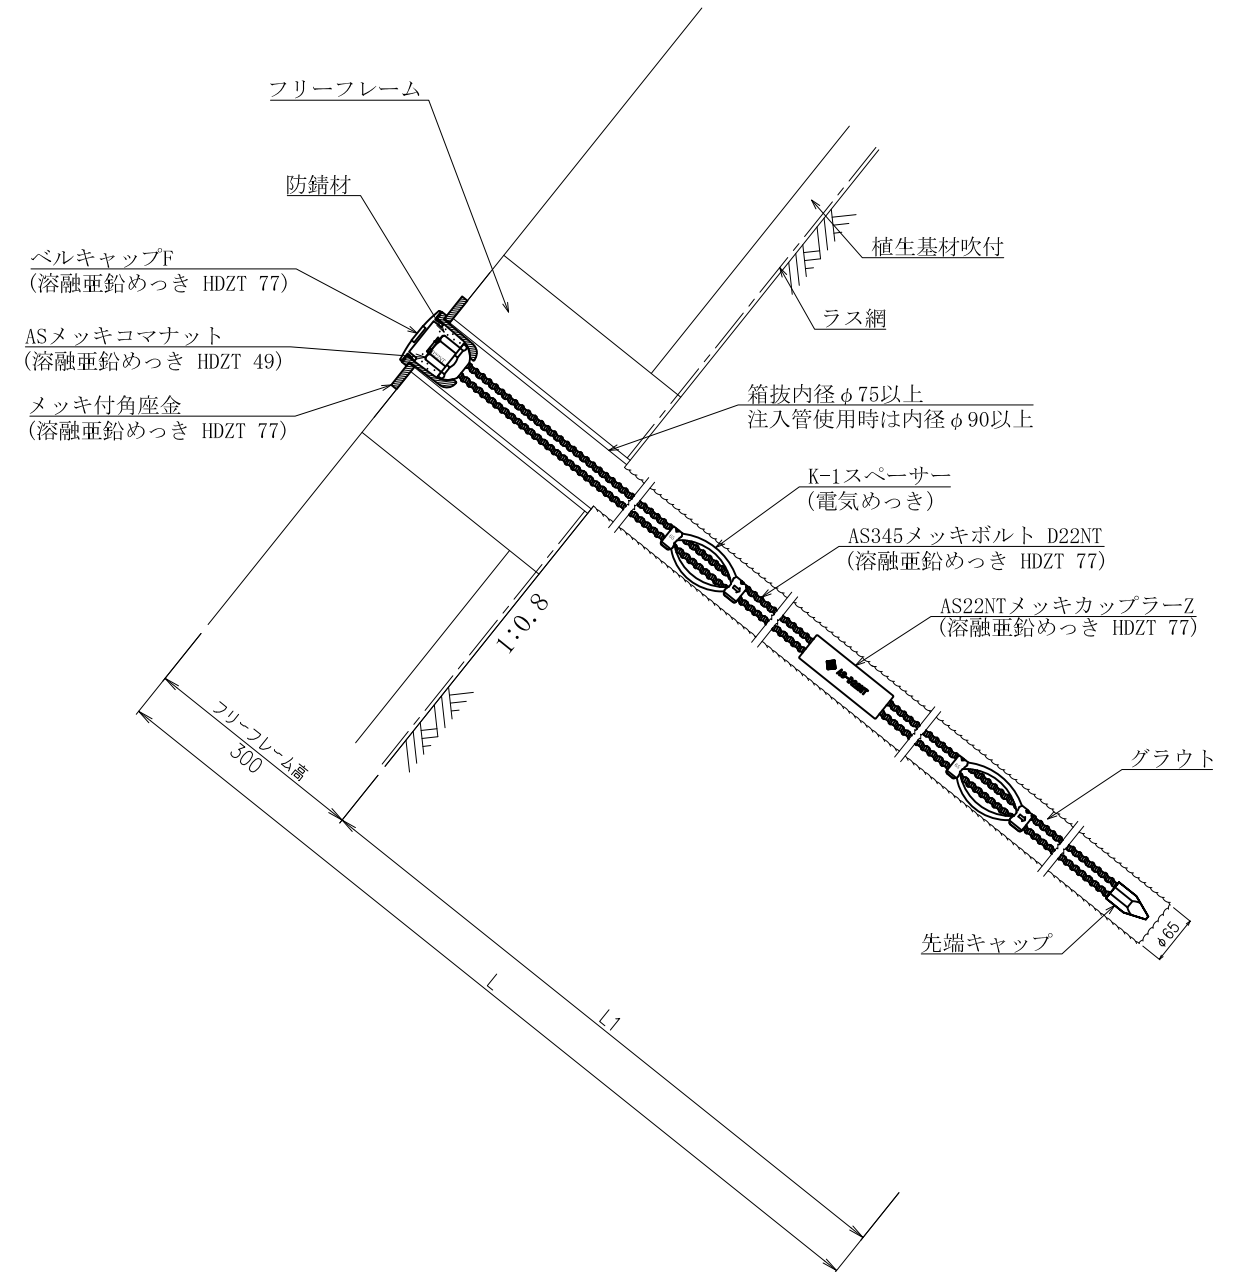 フリーフレーム
防錆材
ベルキャップF
(溶融亜鉛めっき HDZT 77)
ASメッキコマナット
(溶融亜鉛めっき HDZT 49)
メッキ付角座金
(溶融亜鉛めっき HDZT 77)
植生基材吹付
ラス網
箱抜内径φ75以上
注入管使用時は内径φ90以上
K-1スペーサー
(電気めっき)
AS345メッキボルト D22NT
(溶融亜鉛めっき HDZT 77)
AS22NTメッキカップラーZ
(溶融亜鉛めっき HDZT 77)
1:0.8
フリーフレーム高
300
グラウト
先端キャップ
φ65
L
L1